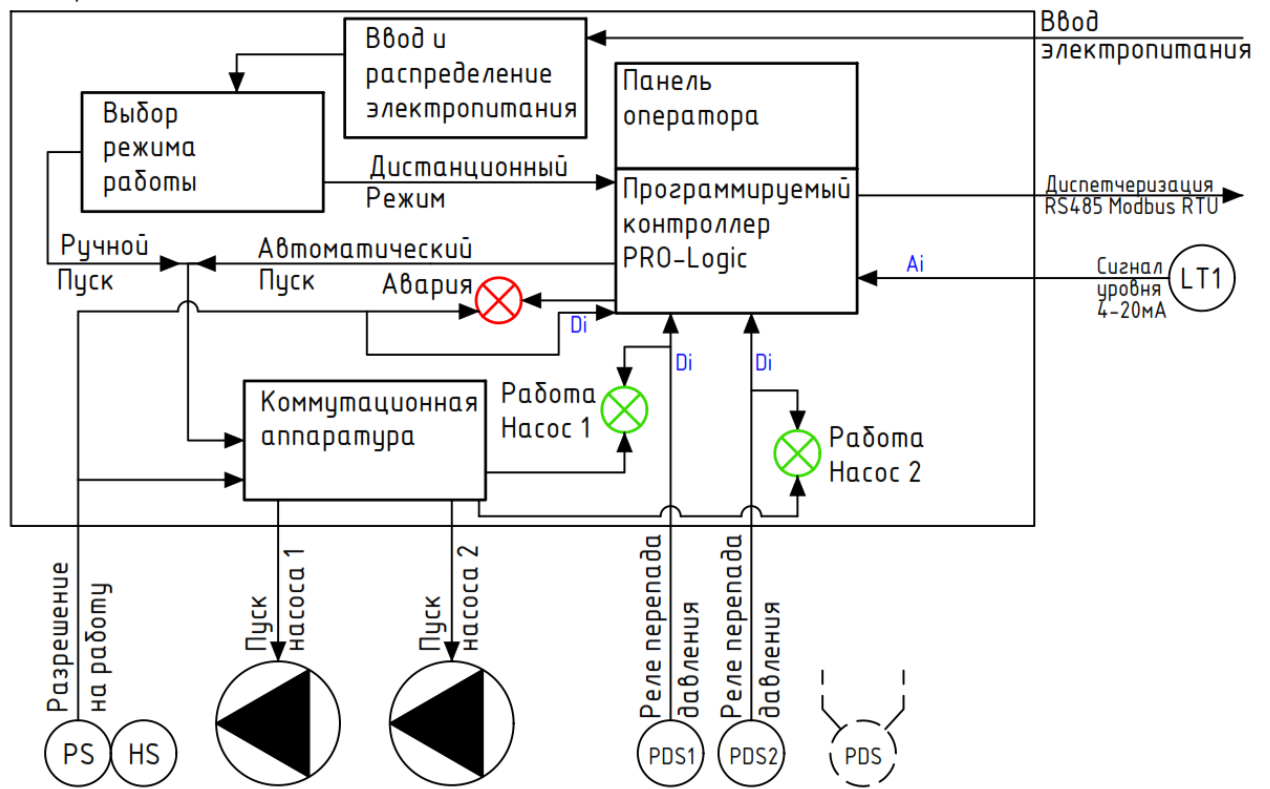 Ввод
электропитания
Ввод и
распределение
электропитания
Панель
оператора
Выбор
режима
работы
Дистанционный
Режим
Программируемый
контроллер
PRO-Logic
Диспетчеризация
RS485 Modbus RTU
Ручной
Пуск
Автоматический
Пуск
Авария
Ai
Сигнал
уровня
4-20мА
LT1
Di
Di
Di
Коммутационная
аппаратура
Работа
Насос 1
Работа
Насос 2
Разрешение
на работу
Пуск
насоса 1
Пуск
насоса 2
Реле перепада
давления
Реле перепада
давления
PS
HS
PDS1
PDS2
PDS